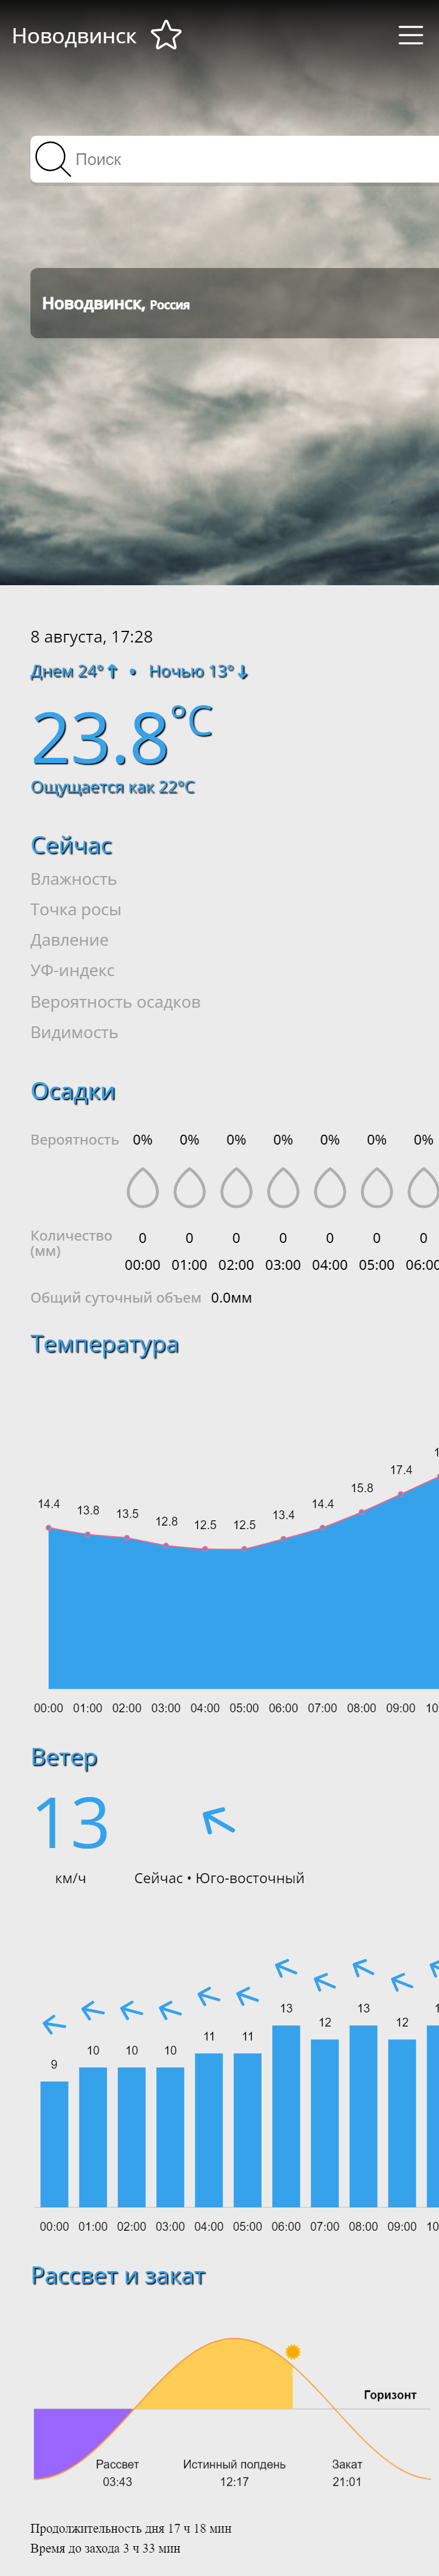 Новодвинск
Поиск
Новодвинск, Россия
8 августа, 17:28
Днем 24°↑ • Ночью 13°↓
23.8°C
Ощущается как 22°C
Сейчас
Влажность
Точка росы
Давление
УФ-индекс
Вероятность осадков
Видимость
Осадки
Вероятность 0% 0% 0% 0% 0% 0% 0%
Количество
(мм)
0 0 0 0 0 0 0
00:00 01:00 02:00 03:00 04:00 05:00 06:00
Общий суточный объем 0.0мм
Температура
14.4 13.8 13.5 12.8 12.5 12.5 13.4 14.4 15.8 17.4 1
00:00 01:00 02:00 03:00 04:00 05:00 06:00 07:00 08:00 09:00 10
Ветер
13
км/ч
Сейчас • Юго-восточный
9 10 10 10 11 11 13 12 13 12 1
00:00 01:00 02:00 03:00 04:00 05:00 06:00 07:00 08:00 09:00 10
Рассвет и закат
Горизонт
Рассвет Истинный полдень Закат
03:43 12:17 21:01
Продолжительность дня 17 ч 18 мин
Время до захода 3 ч 33 мин